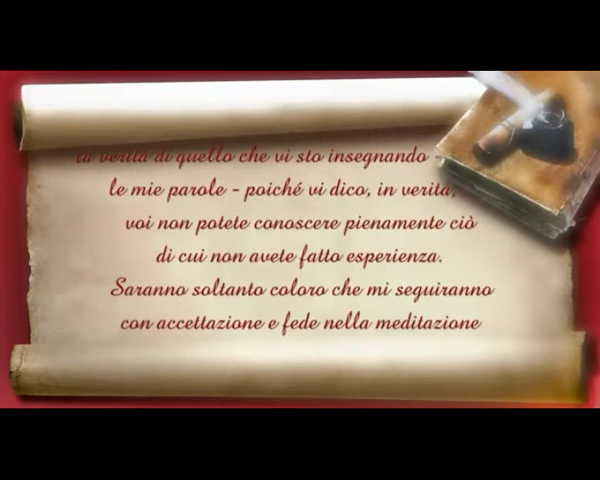 la verità di quello che vi sto insegnando
le mie parole - poiché vi dico, in verità,
voi non potete conoscere pienamente ciò
di cui non avete fatto esperienza.
Saranno soltanto coloro che mi seguiranno
con accettazione e fede nella meditazione